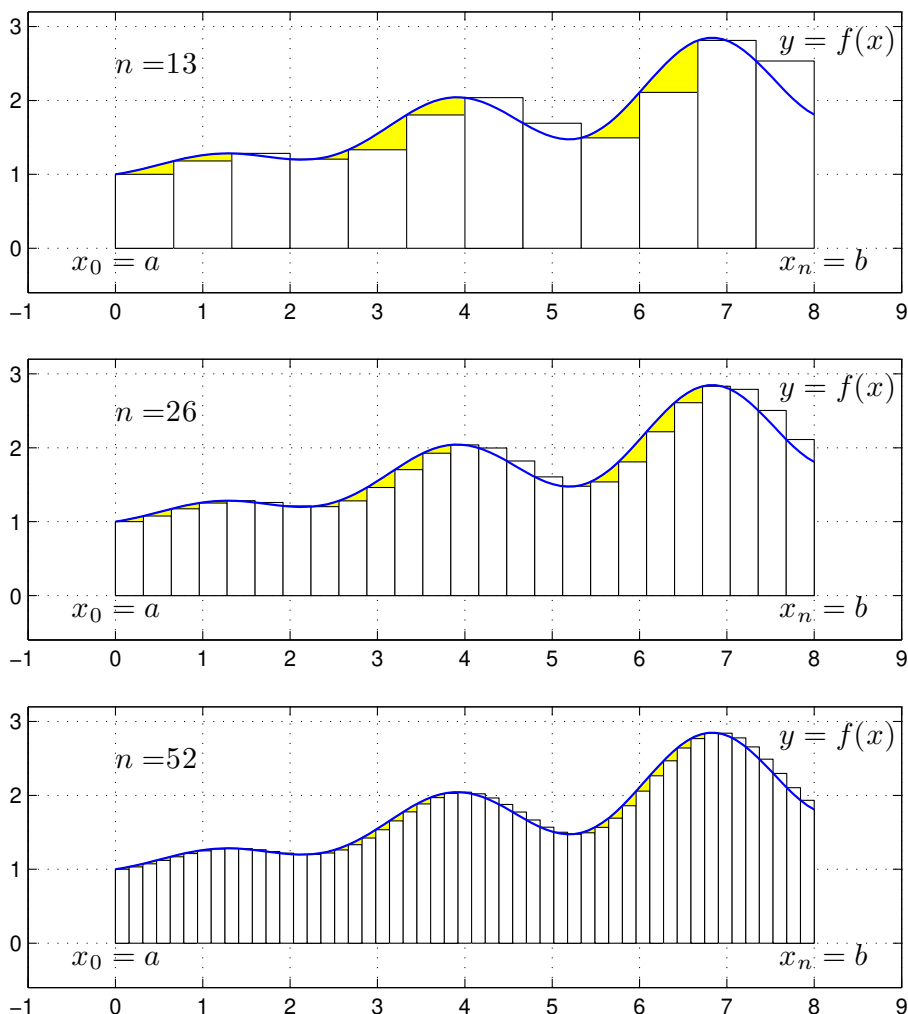 3
y = f(x)
n =13
2
1
0
x₀ = a
xₙ = b
−1 0 1 2 3 4 5 6 7 8 9
3
y = f(x)
n =26
2
1
0
x₀ = a
xₙ = b
−1 0 1 2 3 4 5 6 7 8 9
3
y = f(x)
n =52
2
1
0
x₀ = a
xₙ = b
−1 0 1 2 3 4 5 6 7 8 9